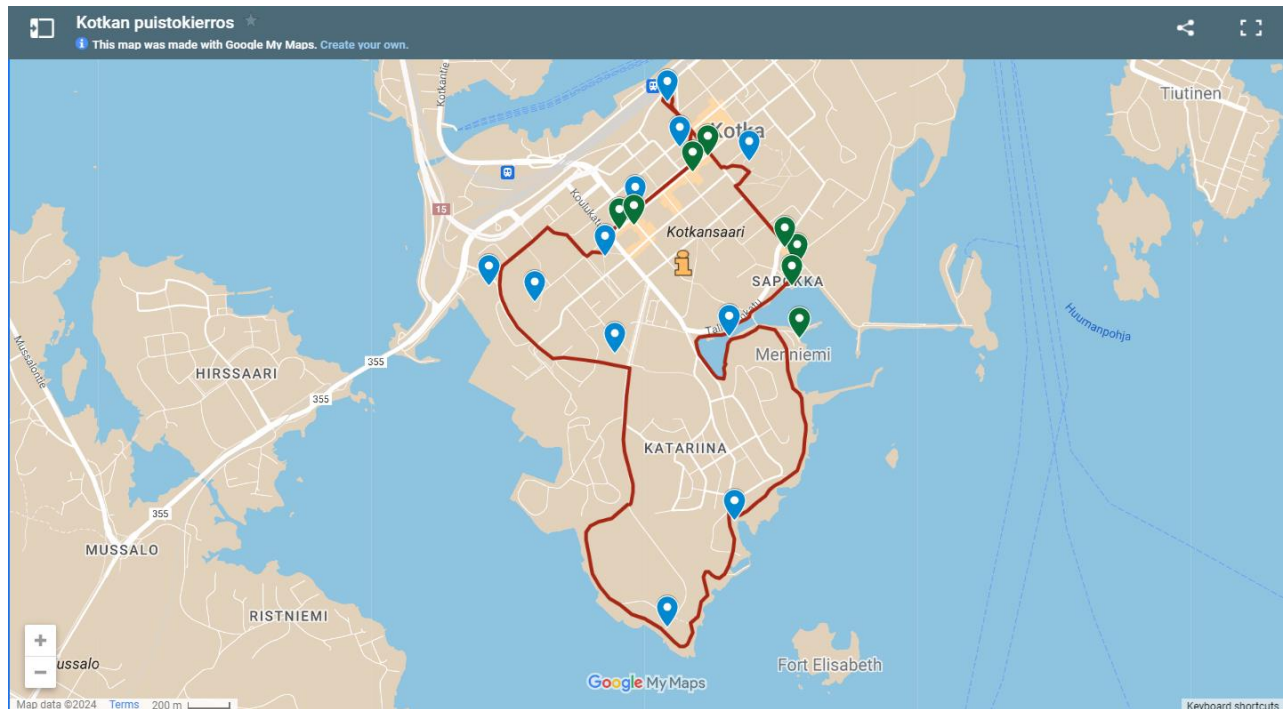 Kotkan puistokierros
This map was made with Google My Maps. Create your own.
Kotkantie
Tiutinen
Kotka
15
Koulukatu
Kotkansaari
SAPOKKA
Huumanpohja
Mussalontie
355
HIRSSAARI
355
KATARIINA
355
MUSSALO
RISTNIEMI
Fort Elisabeth
Google My Maps
Map data ©2024 Terms 200 m
Keyboard shortcuts